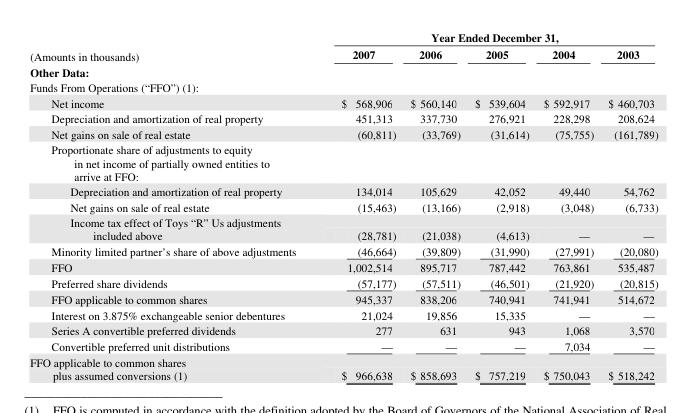 Year Ended December 31,
(Amounts in thousands) 2007 2006 2005 2004 2003
Other Data:
Funds From Operations (“FFO”) (1):
Net income $ 568,906 $ 560,140 $ 539,604 $ 592,917 $ 460,703
Depreciation and amortization of real property 451,313 337,730 276,921 228,298 208,624
Net gains on sale of real estate (60,811) (33,769) (31,614) (75,755) (161,789)
Proportionate share of adjustments to equity
in net income of partially owned entities to
arrive at FFO:
Depreciation and amortization of real property 134,014 105,629 42,052 49,440 54,762
Net gains on sale of real estate (15,463) (13,166) (2,918) (3,048) (6,733)
Income tax effect of Toys “R” Us adjustments
included above (28,781) (21,038) (4,613) — —
Minority limited partner’s share of above adjustments (46,664) (39,809) (31,990) (27,991) (20,080)
FFO 1,002,514 895,717 787,442 763,861 535,487
Preferred share dividends (57,177) (57,511) (46,501) (21,920) (20,815)
FFO applicable to common shares 945,337 838,206 740,941 741,941 514,672
Interest on 3.875% exchangeable senior debentures 21,024 19,856 15,335 — —
Series A convertible preferred dividends 277 631 943 1,068 3,570
Convertible preferred unit distributions — — — 7,034 —
FFO applicable to common shares
plus assumed conversions (1) $ 966,638 $ 858,693 $ 757,219 $ 750,043 $ 518,242
(1) FFO is computed in accordance with the definition adopted by the Board of Governors of the National Association of Real